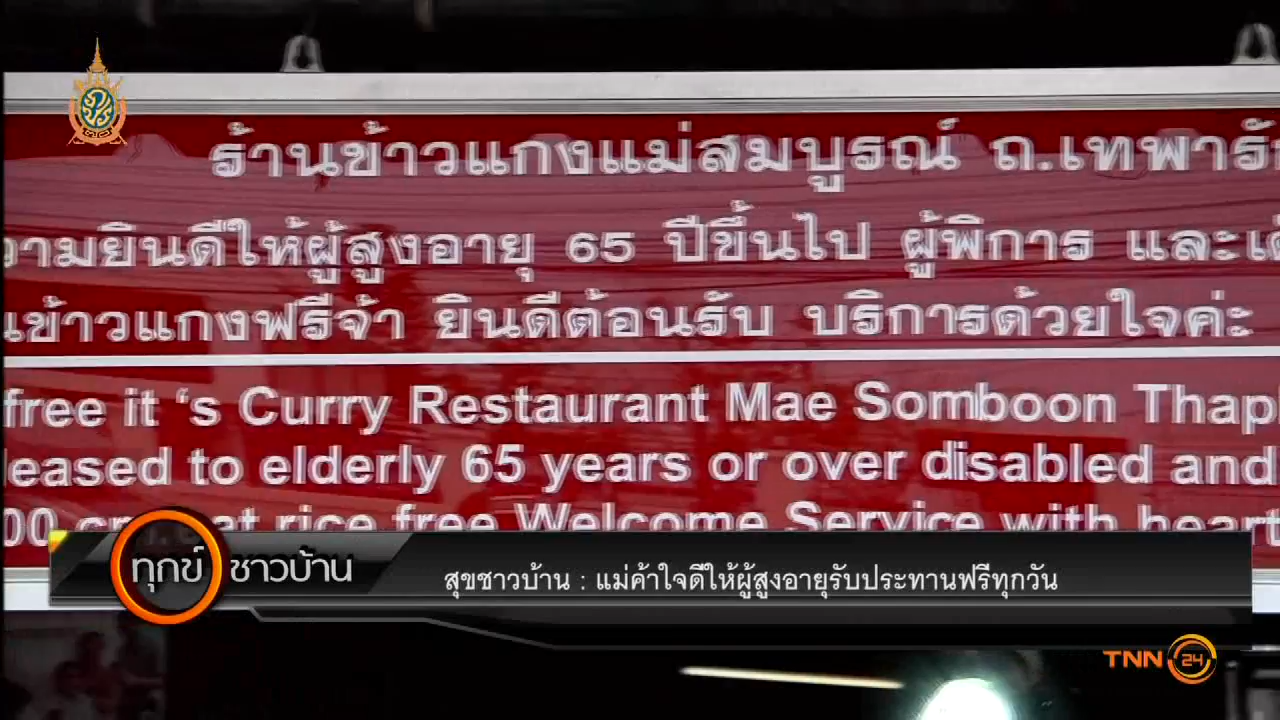 ร้านข้าวแกงแม่สมบูรณ์ ถ.เทพารั
วามยินดีให้ผู้สูงอายุ 65 ปีขึ้นไป ผู้พิการ และเด
นข้าวแกงฟรีจ้า ยินดีต้อนรับ บริการด้วยใจค่ะ
free it ‘s Curry Restaurant Mae Somboon Thap
leased to elderly 65 years or over disabled and
rice free Welcome Service with heart
ทุกข์ ชาวบ้าน
สุขชาวบ้าน : แม่ค้าใจดีให้ผู้สูงอายุรับประทานฟรีทุกวัน
TNN 24